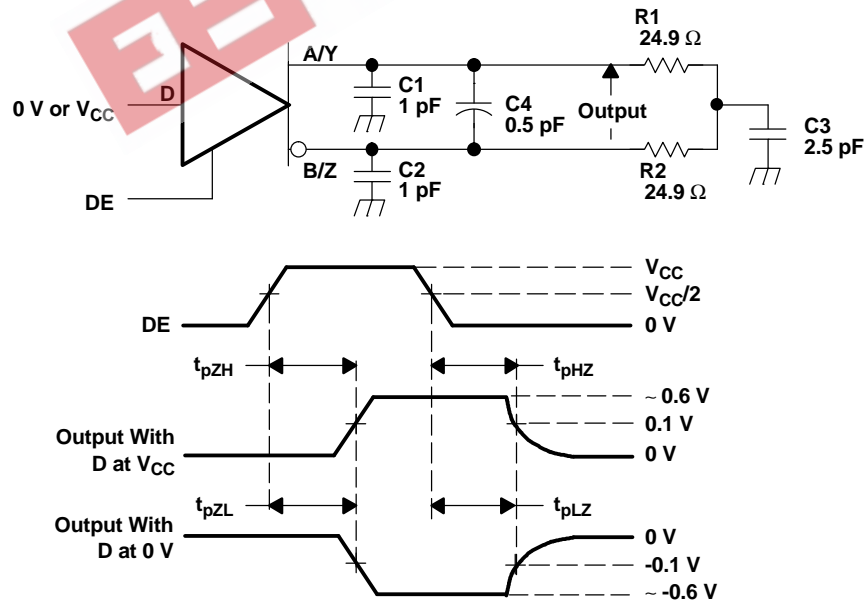 R1
24.9 Ω
A/Y
D
C1
1 pF
C4
0.5 pF
Output
0 V or VCC
C3
2.5 pF
B/Z
C2
1 pF
R2
24.9 Ω
DE
VCC
VCC/2
DE
0 V
tpZH
tpHZ
~ 0.6 V
0.1 V
Output With
D at VCC
0 V
tpZL
tpLZ
Output With
D at 0 V
0 V
-0.1 V
~ -0.6 V